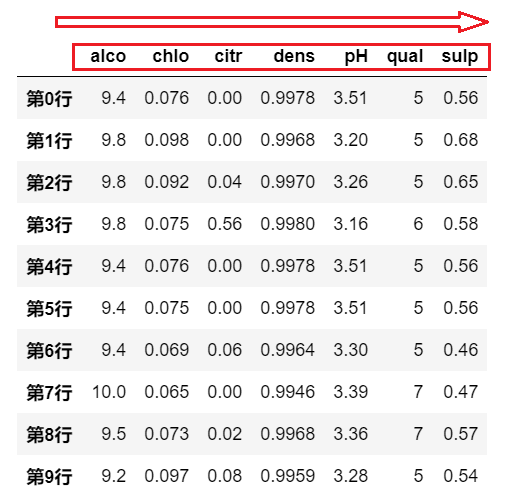 alco chlo citr dens pH qual sulp
第0行 9.4 0.076 0.00 0.9978 3.51 5 0.56
第1行 9.8 0.098 0.00 0.9968 3.20 5 0.68
第2行 9.8 0.092 0.04 0.9970 3.26 5 0.65
第3行 9.8 0.075 0.56 0.9980 3.16 6 0.58
第4行 9.4 0.076 0.00 0.9978 3.51 5 0.56
第5行 9.4 0.075 0.00 0.9978 3.51 5 0.56
第6行 9.4 0.069 0.06 0.9964 3.30 5 0.46
第7行 10.0 0.065 0.00 0.9946 3.39 7 0.47
第8行 9.5 0.073 0.02 0.9968 3.36 7 0.57
第9行 9.2 0.097 0.08 0.9959 3.28 5 0.54